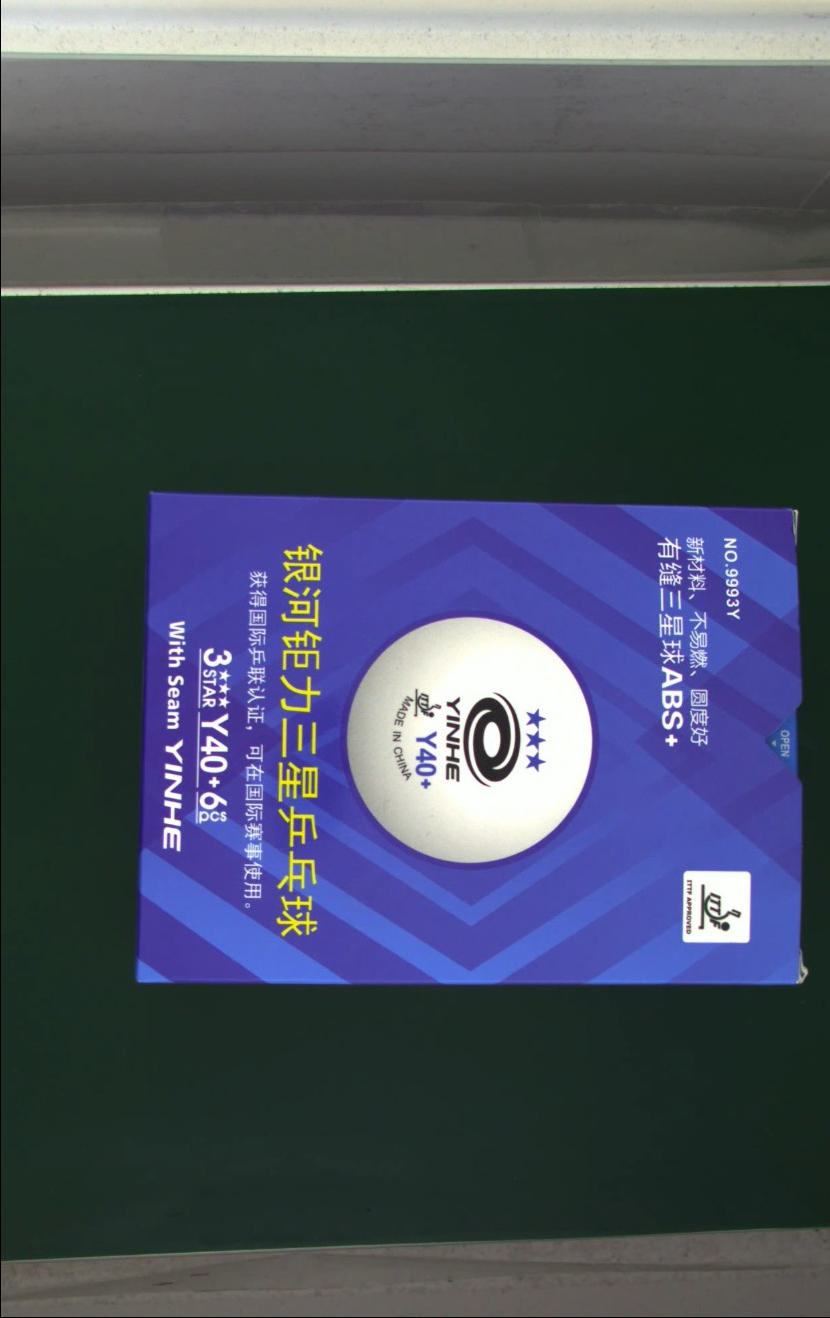 OPEN
NO.9993Y
新材料、不易燃、圆度好
有缝三星球ABS+
ITTF
ITTF APPROVED
YINHE
ITTF Y40+
MADE IN CHINA
银河钜力三星乒乓球
获得国际乒联认证，可在国际赛事使用。
3 STAR Y40+ 6PCS
With Seam YINHE